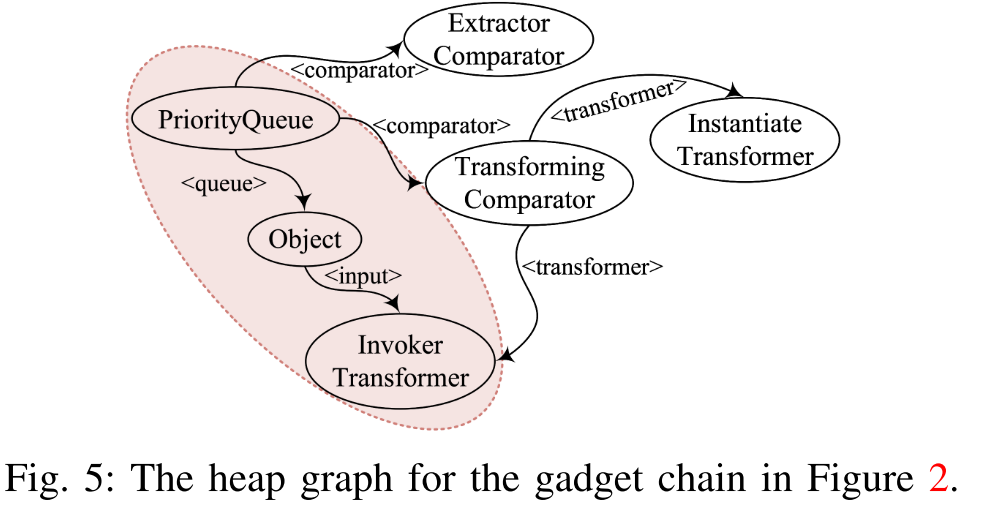 Extractor
Comparator
<comparator>
PriorityQueue
<comparator>
<transformer>
Instantiate
Transformer
Transforming
Comparator
<queue>
Object
<input>
<transformer>
Invoker
Transformer
Fig. 5: The heap graph for the gadget chain in Figure 2.